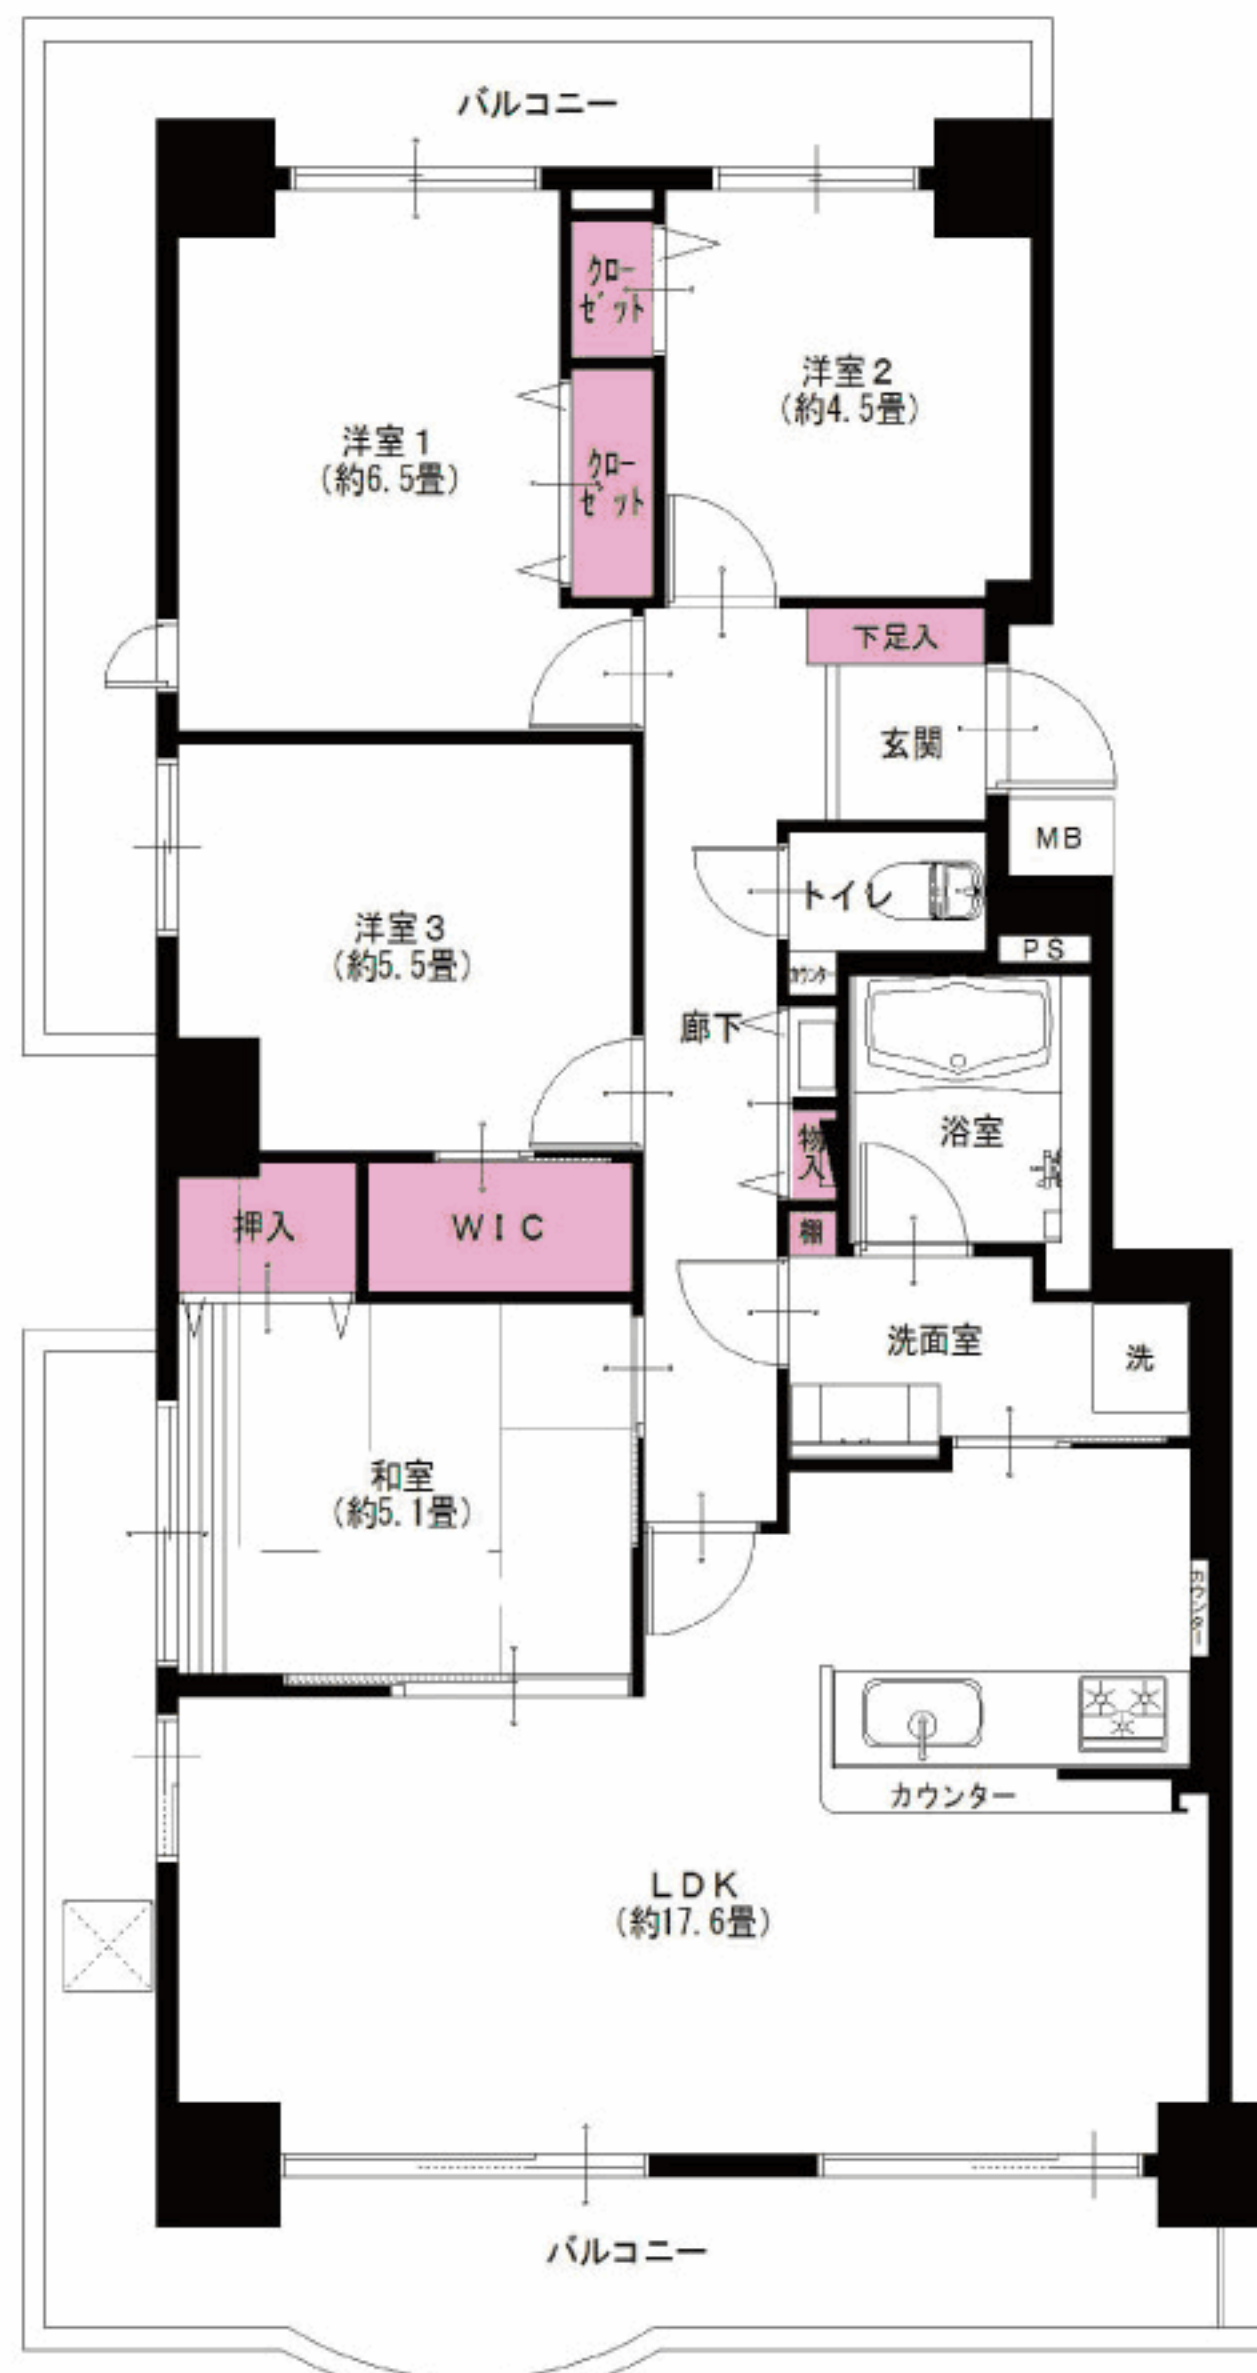 バルコニー
クロー
ゼット
洋室2
(約4.5畳)
洋室1
(約6.5畳)
クロー
ゼット
下足入
玄関
MB
トイレ
洋室3
(約5.5畳)
PS
カウンター
廊下
物入
浴室
押入
WIC
棚
洗面室
洗
和室
(約5.1畳)
カウンター
カウンター
LDK
(約17.6畳)
バルコニー